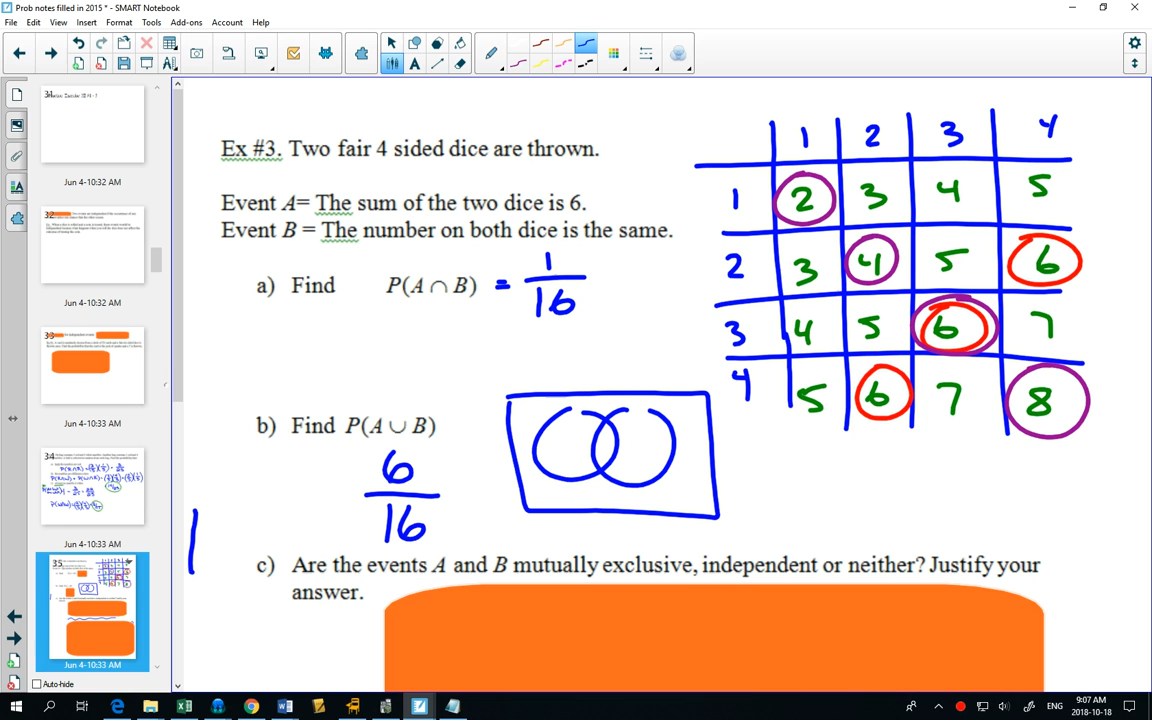 Prob notes filled in 2015 * - SMART Notebook
File Edit View Insert Format Tools Add-ons Account Help
31
Jun 4-10:32 AM
32
Jun 4-10:32 AM
33
Jun 4-10:33 AM
34
Jun 4-10:33 AM
35
Jun 4-10:33 AM
Auto-hide
Ex #3. Two fair 4 sided dice are thrown.
Event A= The sum of the two dice is 6.
Event B = The number on both dice is the same.
a) Find P(A ∩ B) = 1/16
b) Find P(A ∪ B)
6/16
c) Are the events A and B mutually exclusive, independent or neither? Justify your
answer.
1 2 3 4
1 2 3 4 5
2 3 4 5 6
3 4 5 6 7
4 5 6 7 8
ENG
9:07 AM
2018-10-18